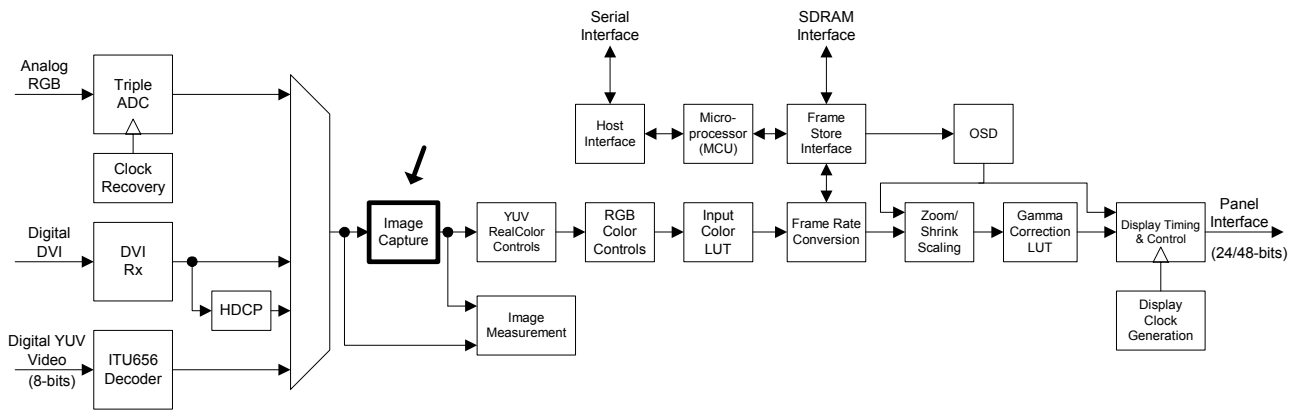 Serial
Interface
SDRAM
Interface
Analog
RGB
Triple
ADC
Clock
Recovery
Host
Interface
Micro-
processor
(MCU)
Frame
Store
Interface
OSD
Digital
DVI
DVI
Rx
HDCP
Image
Capture
YUV
RealColor
Controls
RGB
Color
Controls
Input
Color
LUT
Frame Rate
Conversion
Zoom/
Shrink
Scaling
Gamma
Correction
LUT
Display Timing
& Control
Panel
Interface
(24/48-bits)
Image
Measurement
Display
Clock
Generation
Digital YUV
Video
(8-bits)
ITU656
Decoder